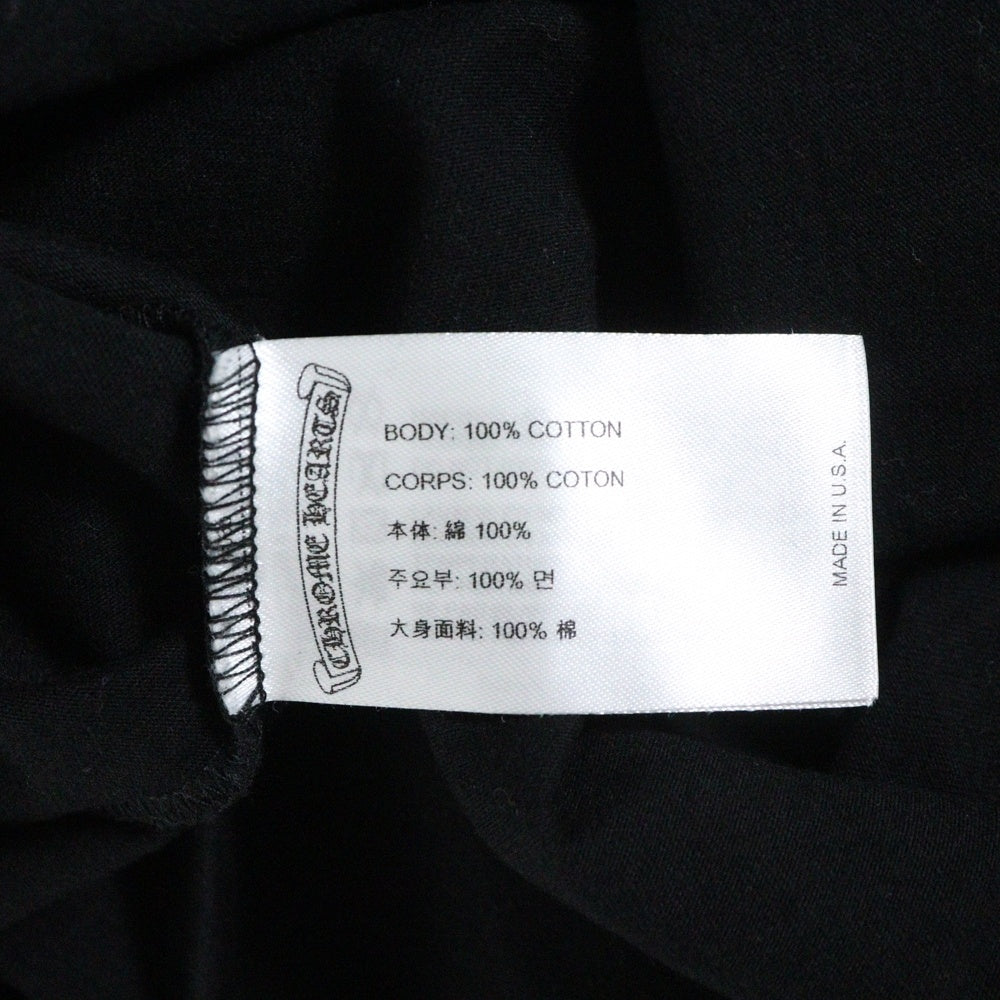 CHROME HEARTS
BODY: 100% COTTON
CORPS: 100% COTON
本体: 綿 100%
주요부: 100% 면
大身面料: 100% 棉
MADE IN U.S.A.